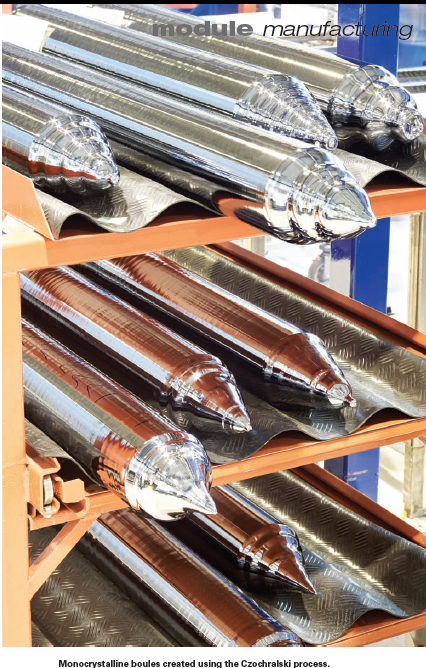 module manufacturing
Monocrystalline boules created using the Czochralski process.